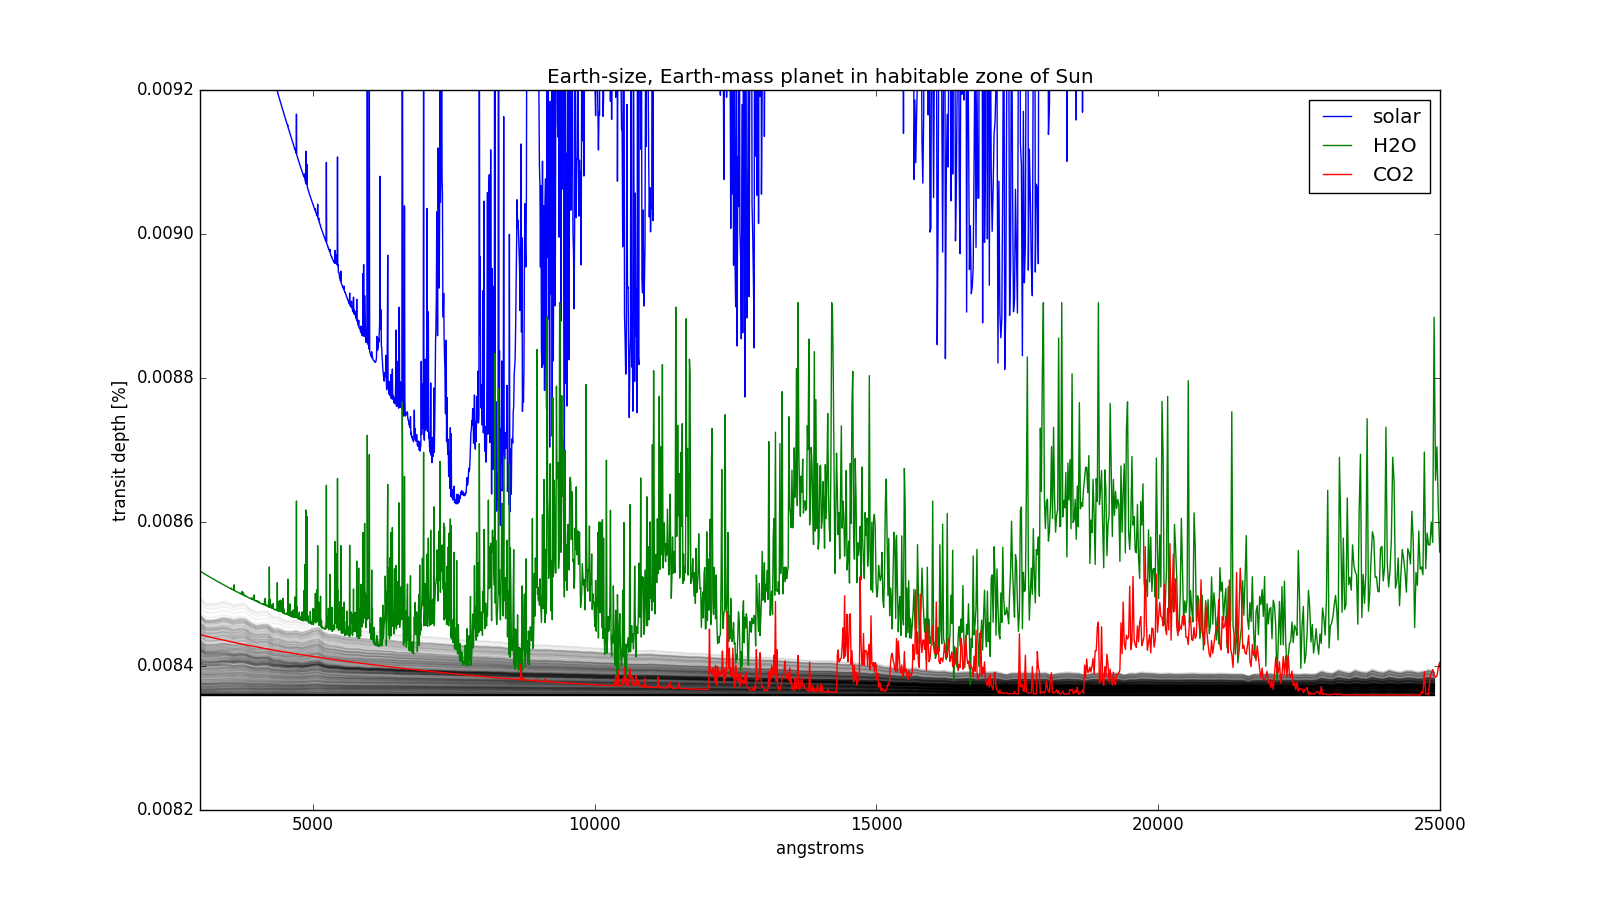 Earth-size, Earth-mass planet in habitable zone of Sun
0.0092
0.0090
0.0088
0.0086
0.0084
0.0082
transit depth [%]
solar
H2O
CO2
5000
10000
15000
20000
25000
angstroms